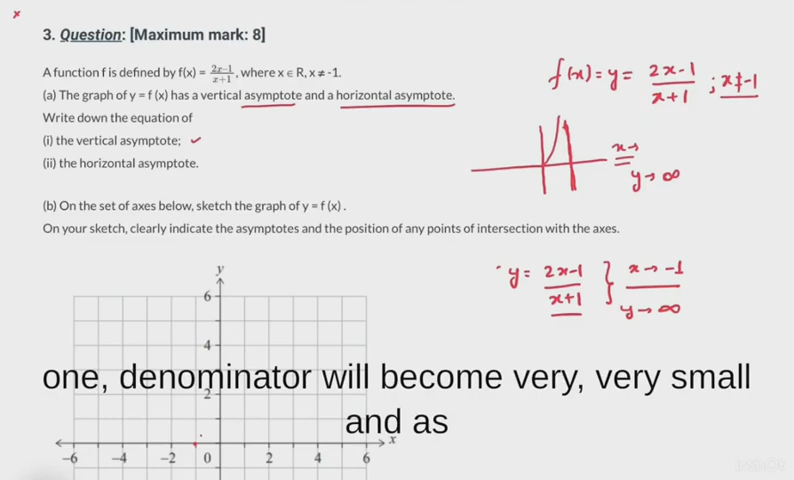 3. Question: [Maximum mark: 8]
A function f is defined by f(x) = 2x-1/x+1, where x ∈ R, x ≠ -1.
(a) The graph of y = f (x) has a vertical asymptote and a horizontal asymptote.
Write down the equation of
(i) the vertical asymptote;
(ii) the horizontal asymptote.
(b) On the set of axes below, sketch the graph of y = f (x) .
On your sketch, clearly indicate the asymptotes and the position of any points of intersection with the axes.
f(x) = y = 2x-1/x+1 ; x≠-1
x→
y→∞
y = 2x-1/x+1 } x→-1
y→∞
y
6
4
2
x
-6 -4 -2 0 2 4 6
one, denominator will become very, very small
and as